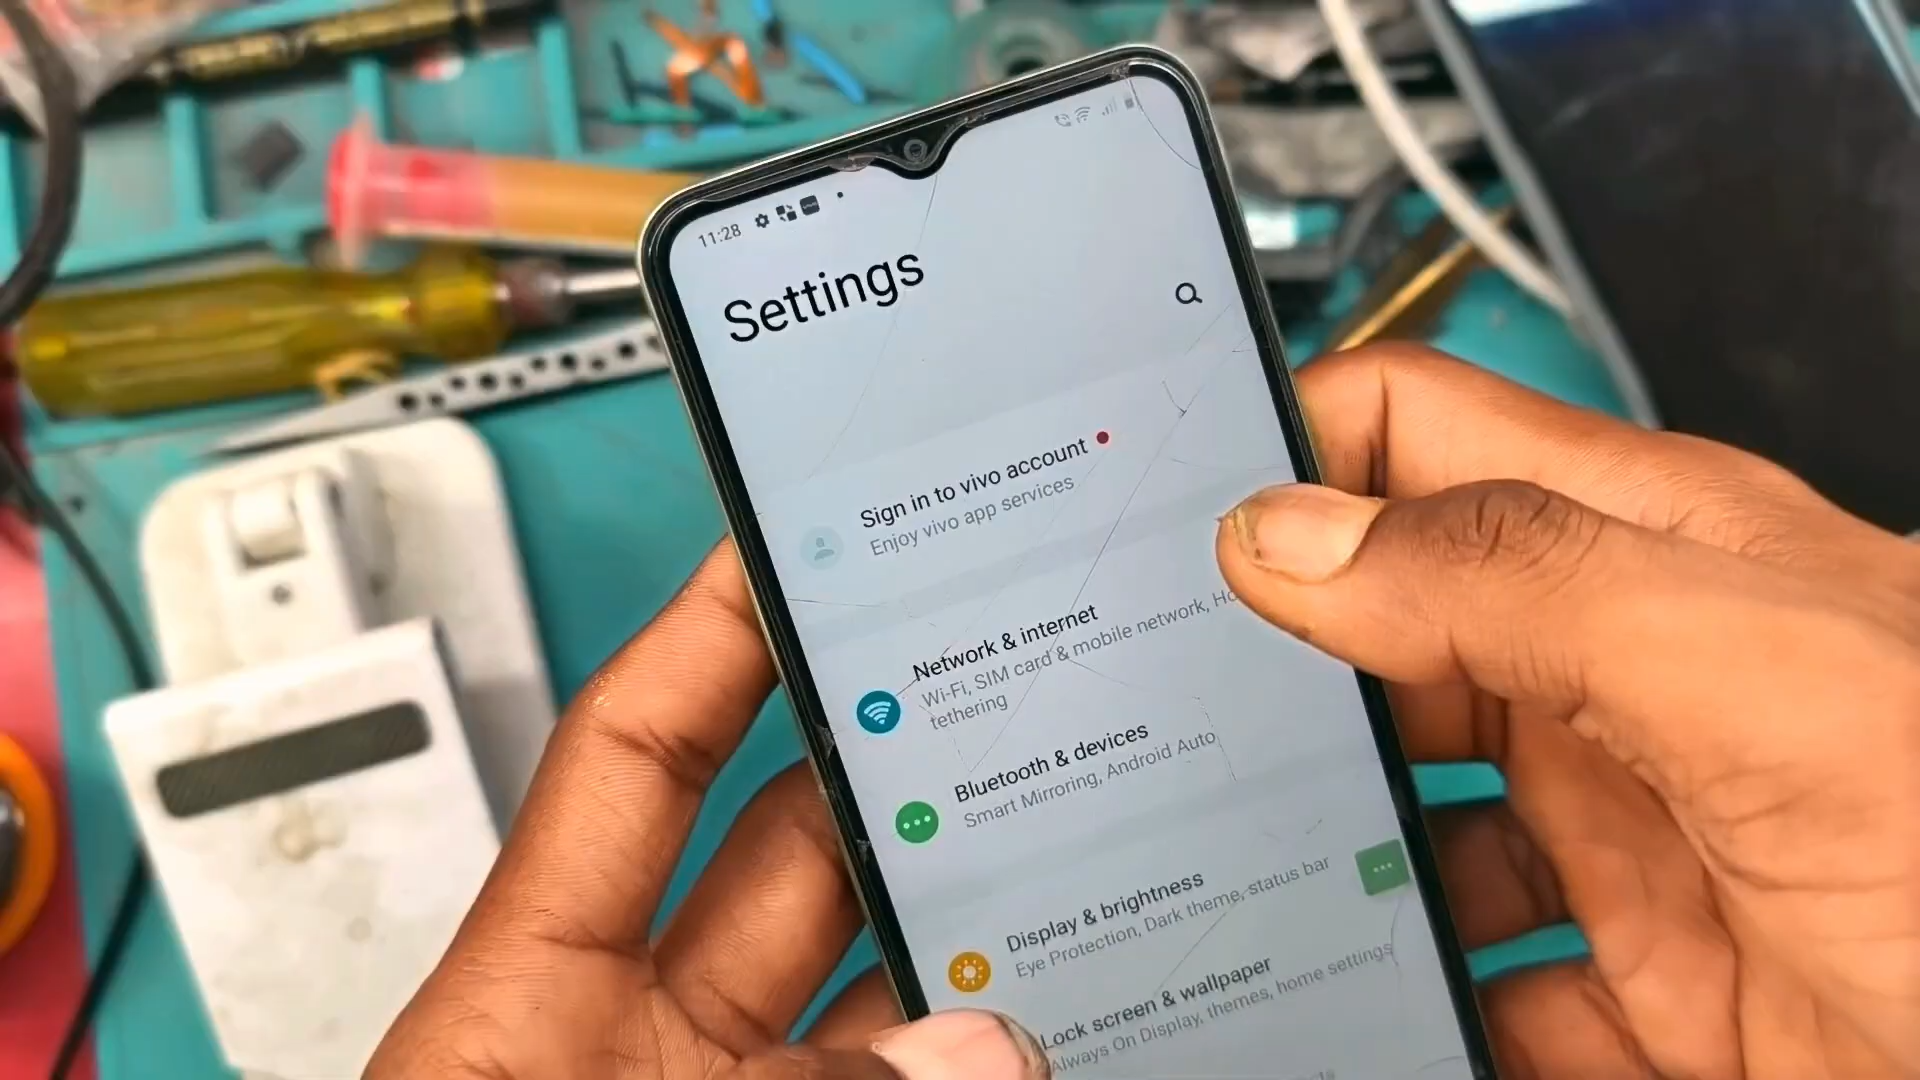 11:28
Settings
Sign in to vivo account
Enjoy vivo app services
Network & internet
Wi-Fi, SIM card & mobile network,
tethering
Bluetooth & devices
Smart Mirroring, Android Auto
Display & brightness
Eye Protection, Dark theme, status bar
Lock screen & wallpaper
Always On Display, themes, home settings